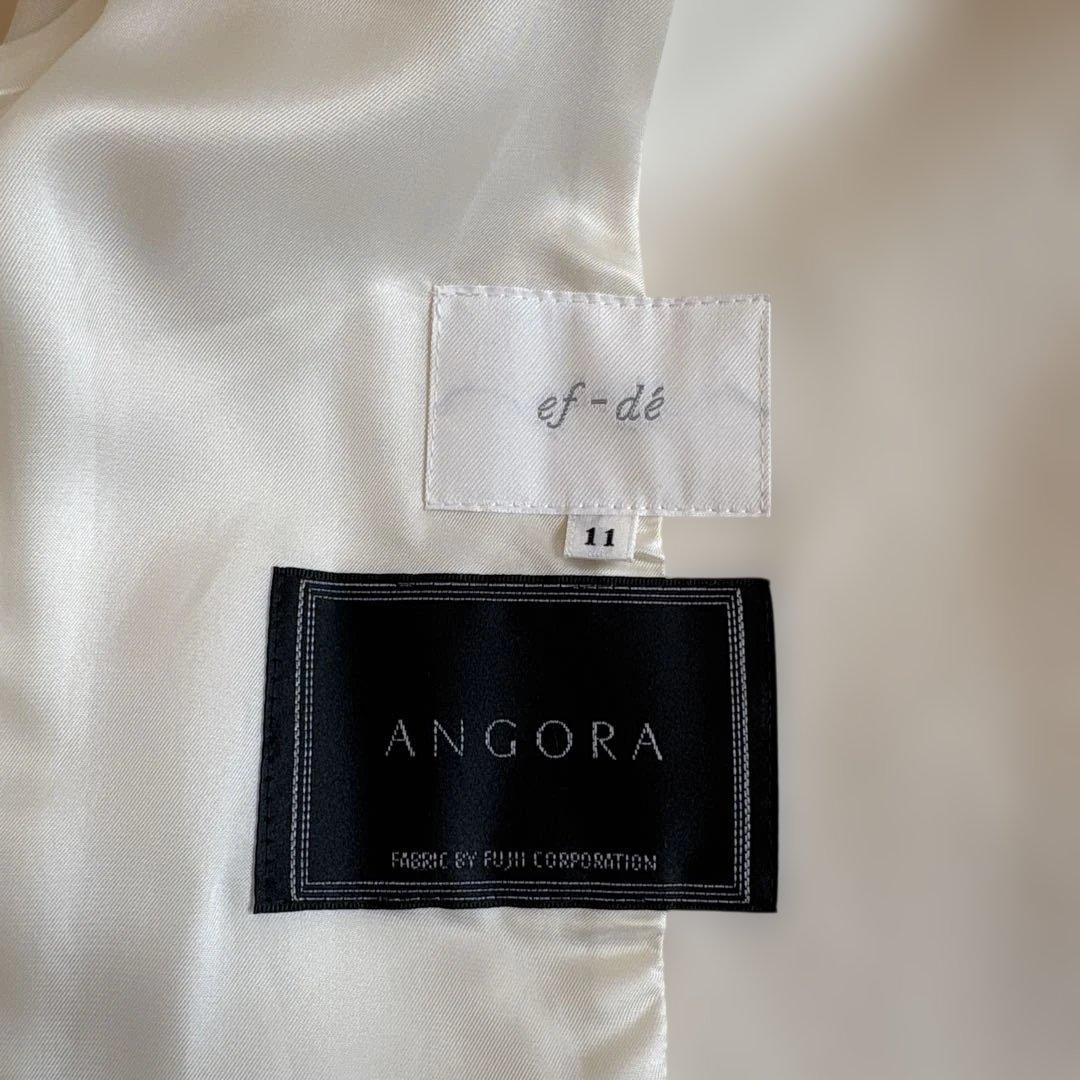 ef-dé
11
ANGORA
FABRIC BY FUJII CORPORATION